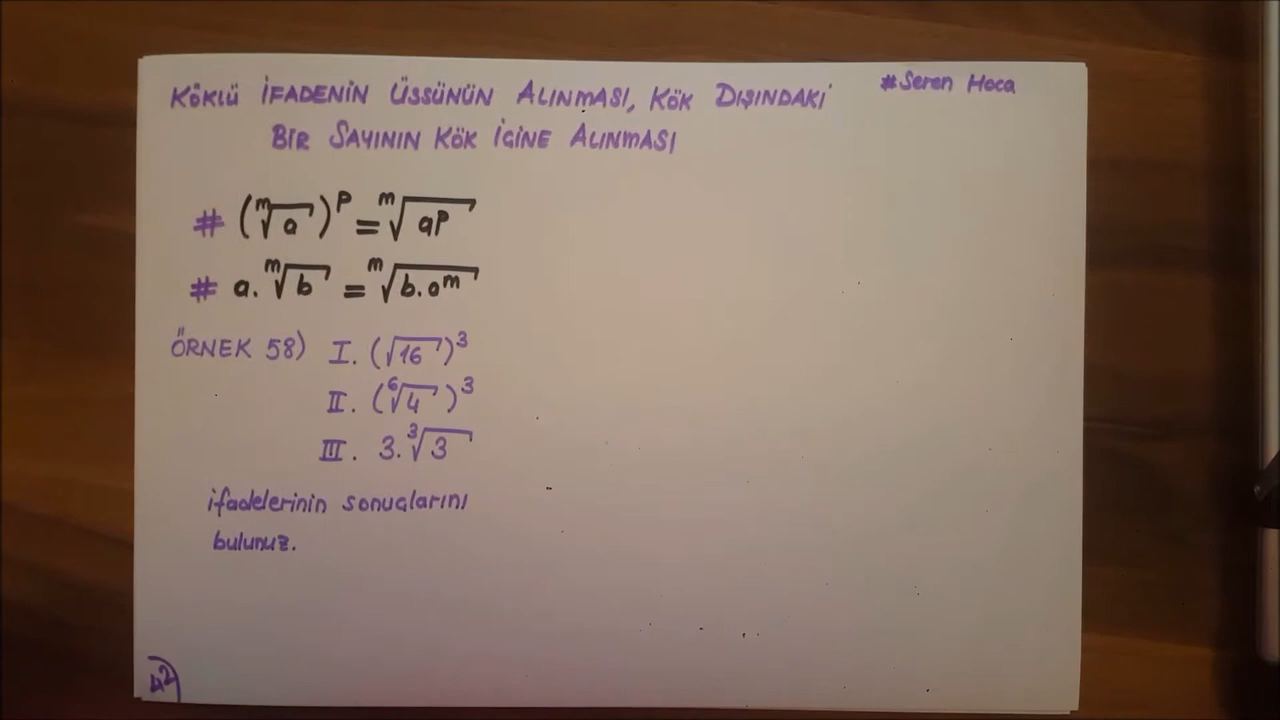 KÖKLÜ İFADENİN ÜSSÜNÜN ALINMASI, KÖK DIŞINDAKİ
BİR SAYININ KÖK İÇİNE ALINMASI
#Seren Hoca
# (ᵐ√a)ᵖ = ᵐ√aᵖ
# a. ᵐ√b = ᵐ√b.aᵐ
ÖRNEK 58) I. (√16)³
II. (⁶√4)³
III. 3.³√3
ifadelerinin sonuçlarını
bulunuz.
42